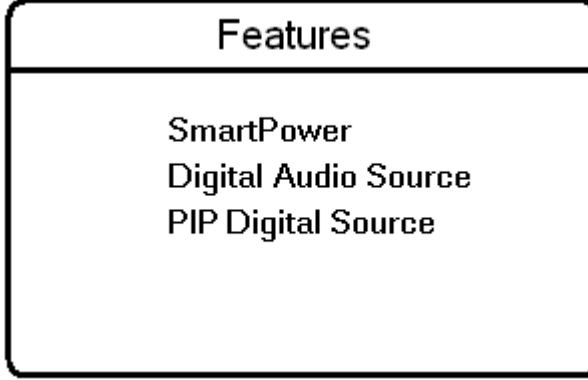 Features
SmartPower
Digital Audio Source
PIP Digital Source